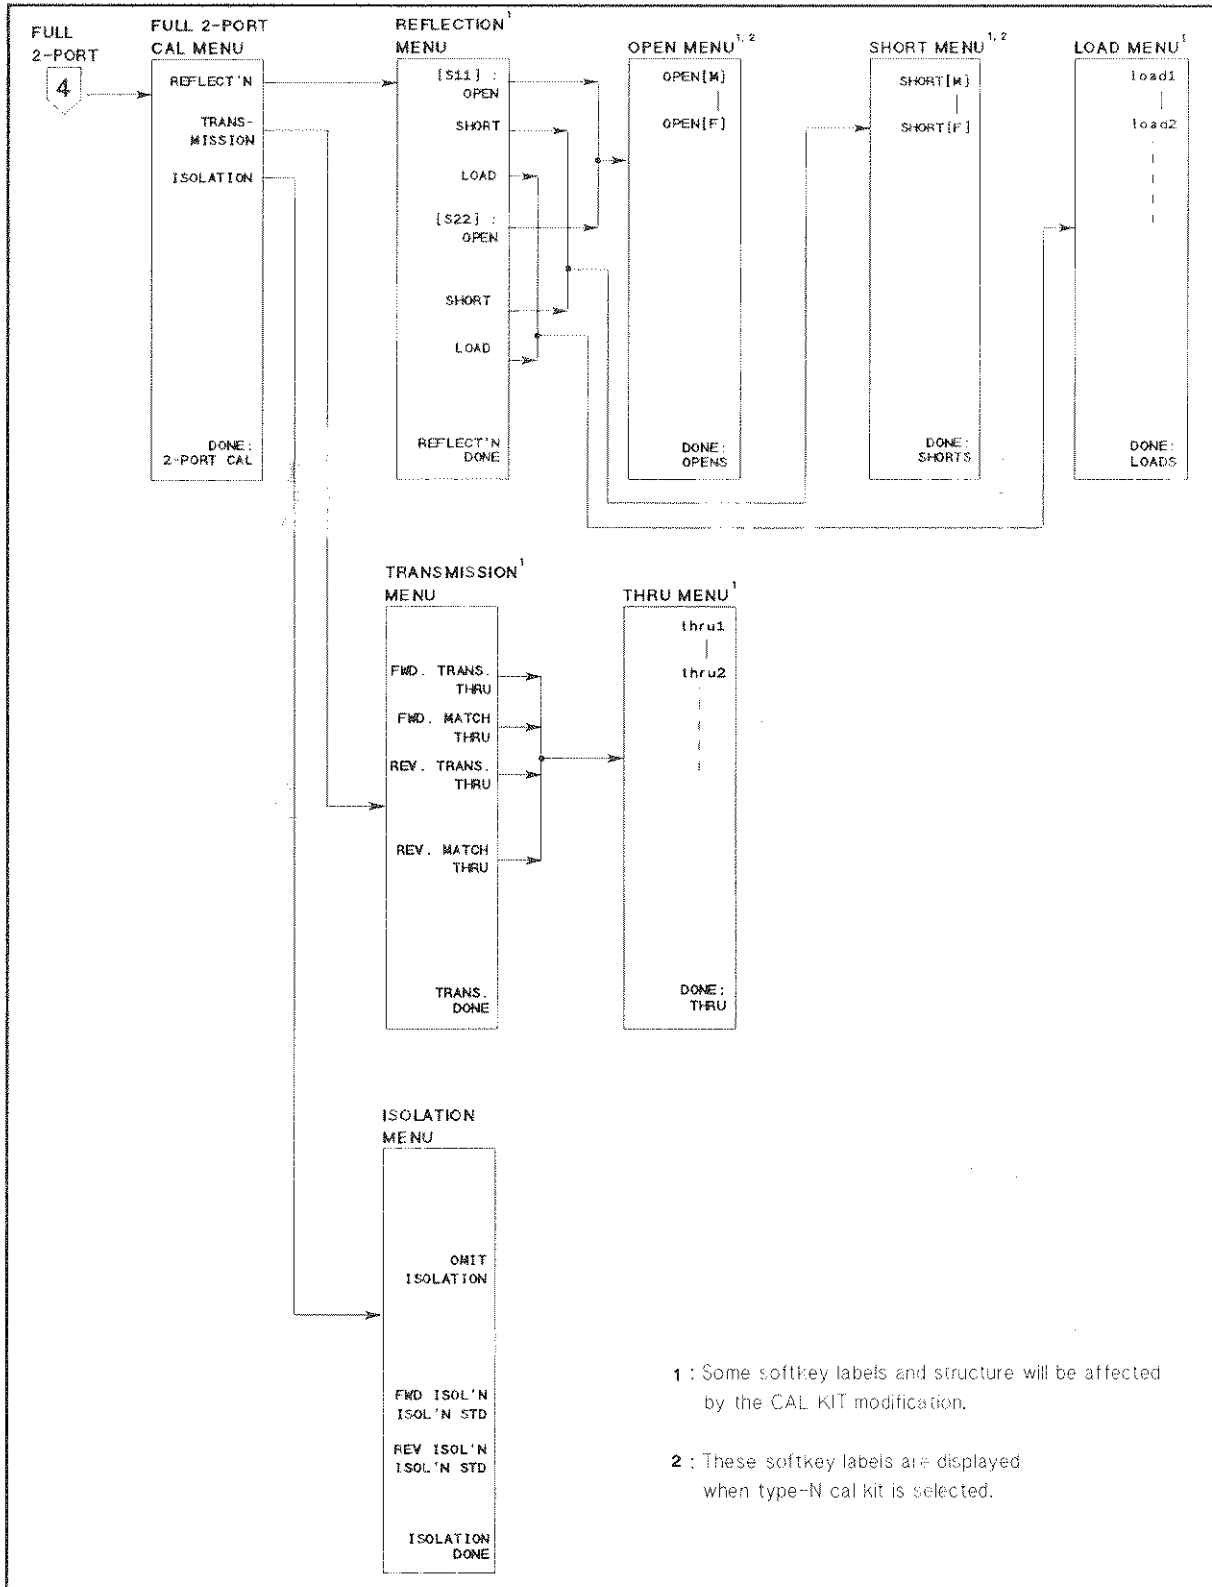 FULL
2-PORT
4
FULL 2-PORT
CAL MENU
REFLECT'N
TRANS-
MISSION
ISOLATION
DONE:
2-PORT CAL
REFLECTION1
MENU
[S11] :
OPEN
SHORT
LOAD
[S22] :
OPEN
SHORT
LOAD
REFLECT'N
DONE
OPEN MENU1, 2
OPEN[M]
OPEN[F]
DONE:
OPENS
SHORT MENU1, 2
SHORT[M]
SHORT[F]
DONE:
SHORTS
LOAD MENU1
load1
load2
DONE:
LOADS
TRANSMISSION1
MENU
FWD. TRANS.
THRU
FWD. MATCH
THRU
REV. TRANS.
THRU
REV. MATCH
THRU
TRANS.
DONE
THRU MENU1
thru1
thru2
DONE:
THRU
ISOLATION
MENU
OMIT
ISOLATION
FWD ISOL'N
ISOL'N STD
REV ISOL'N
ISOL'N STD
ISOLATION
DONE
1 : Some softkey labels and structure will be affected
by the CAL KIT modification.
2 : These softkey labels are displayed
when type-N cal kit is selected.